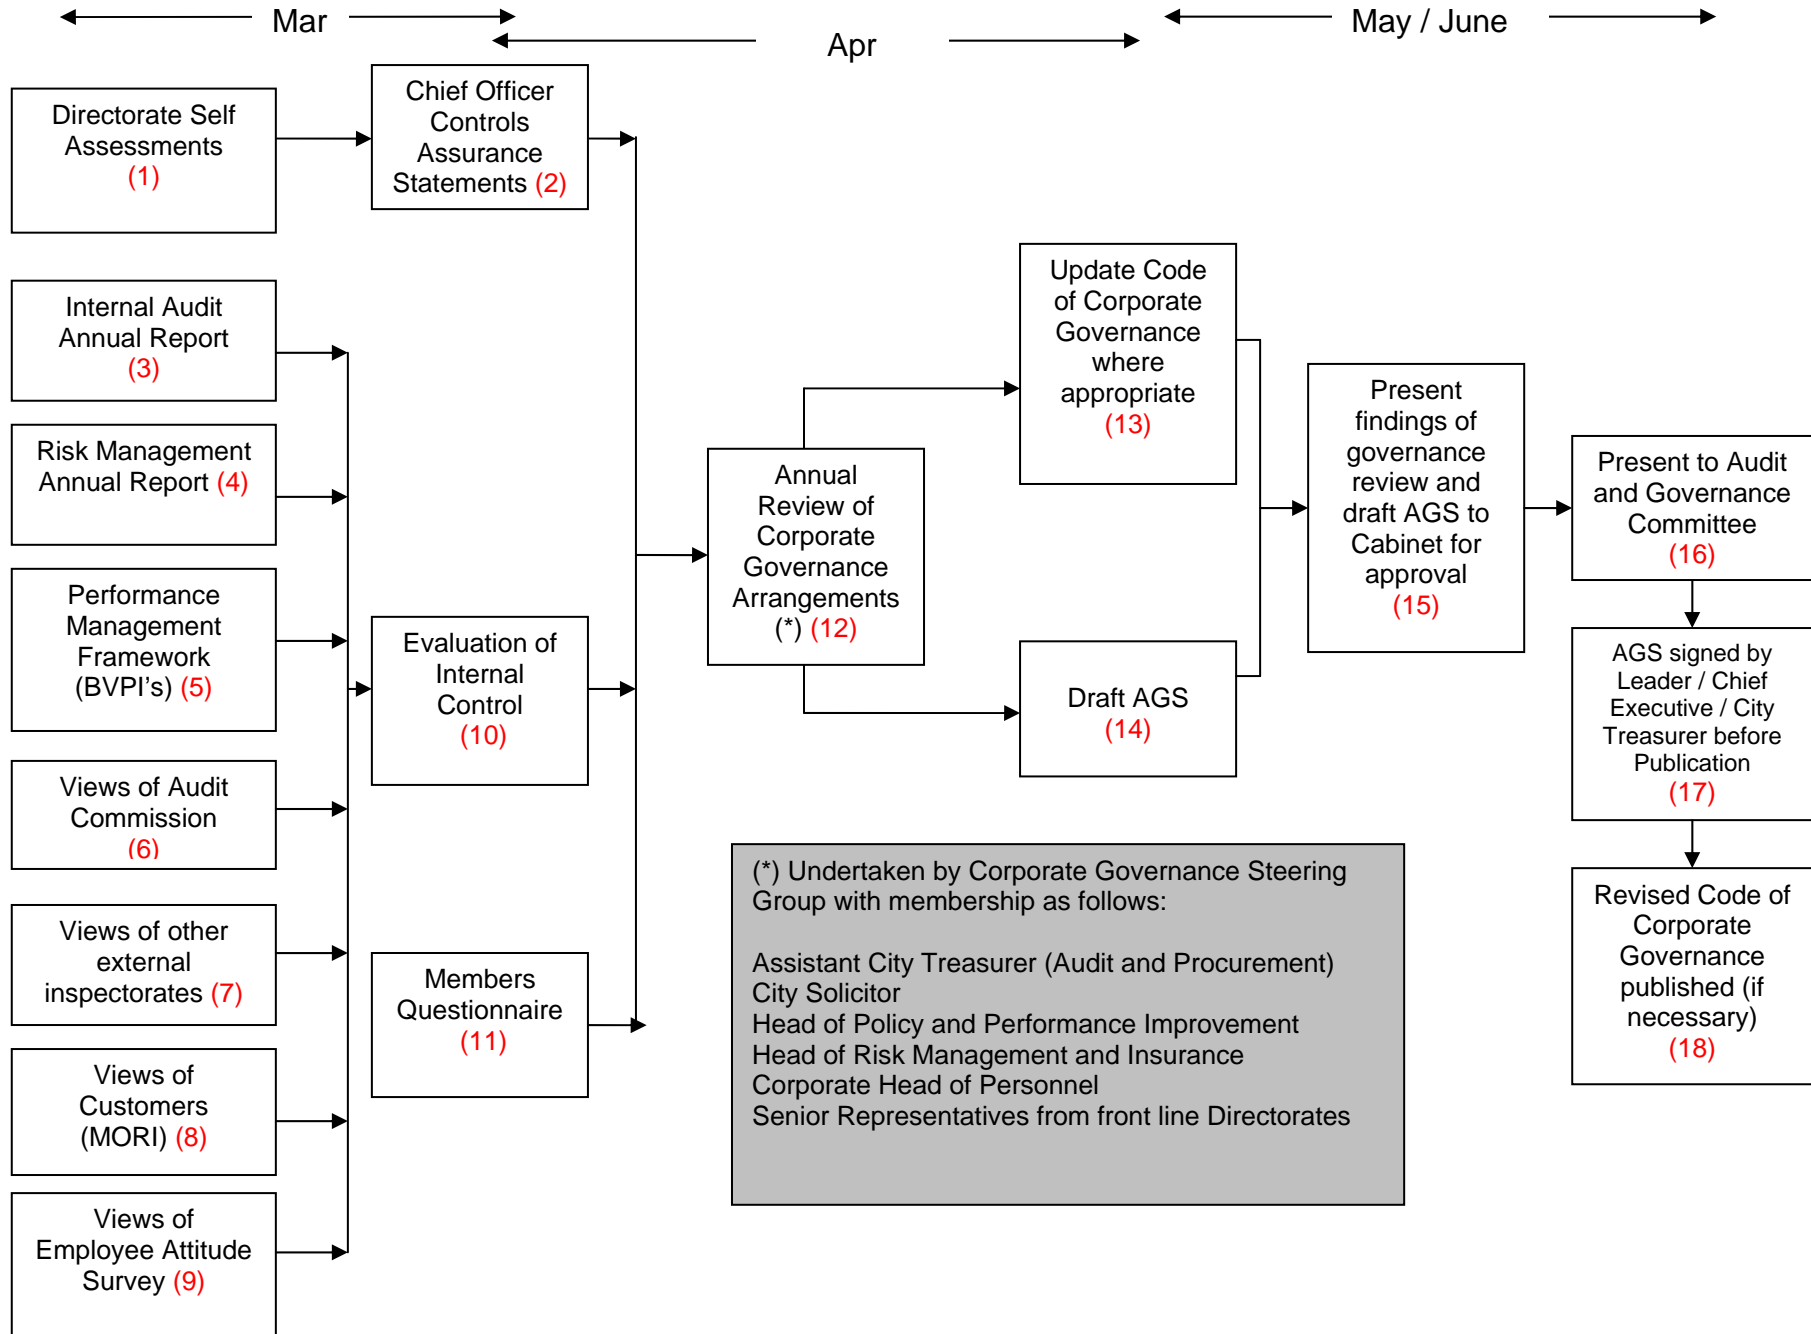 Mar
Apr
May / June
Directorate Self
Assessments
(1)
Chief Officer
Controls
Assurance
Statements (2)
Internal Audit
Annual Report
(3)
Risk Management
Annual Report (4)
Performance
Management
Framework
(BVPI's) (5)
Views of Audit
Commission
(6)
Views of other
external
inspectorates (7)
Views of
Customers
(MORI) (8)
Views of
Employee Attitude
Survey (9)
Evaluation of
Internal
Control
(10)
Members
Questionnaire
(11)
Annual
Review of
Corporate
Governance
Arrangements
(*) (12)
Update Code
of Corporate
Governance
where
appropriate
(13)
Draft AGS
(14)
Present
findings of
governance
review and
draft AGS to
Cabinet for
approval
(15)
Present to Audit
and Governance
Committee
(16)
AGS signed by
Leader / Chief
Executive / City
Treasurer before
Publication
(17)
Revised Code of
Corporate
Governance
published (if
necessary)
(18)
(*) Undertaken by Corporate Governance Steering
Group with membership as follows:
Assistant City Treasurer (Audit and Procurement)
City Solicitor
Head of Policy and Performance Improvement
Head of Risk Management and Insurance
Corporate Head of Personnel
Senior Representatives from front line Directorates